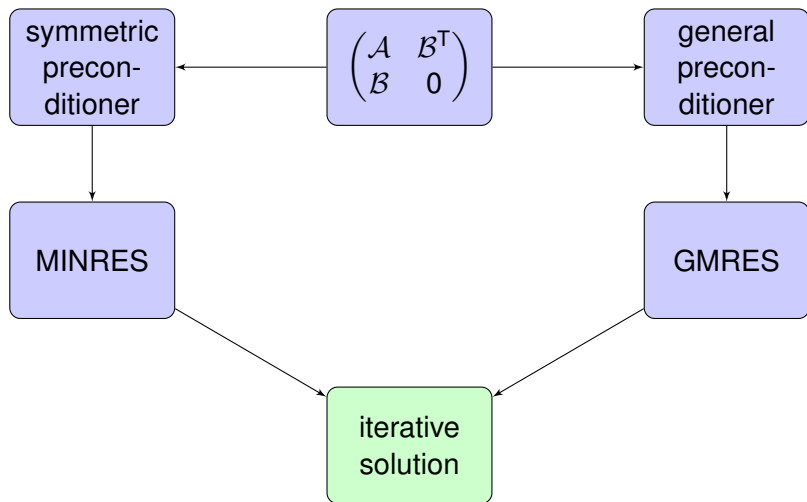 symmetric
precon-
ditioner
(𝒜 ℬᵀ
ℬ 0)
general
precon-
ditioner
MINRES
GMRES
iterative
solution